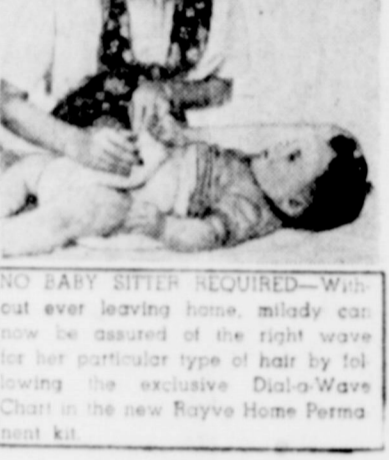 NO BABY SITTER REQUIRED—With-
out ever leaving home, milady can
now be assured of the right wave
for her particular type of hair by fol-
lowing the exclusive Dial-a-Wave
Chart in the new Rayve Home Perma-
nent kit.